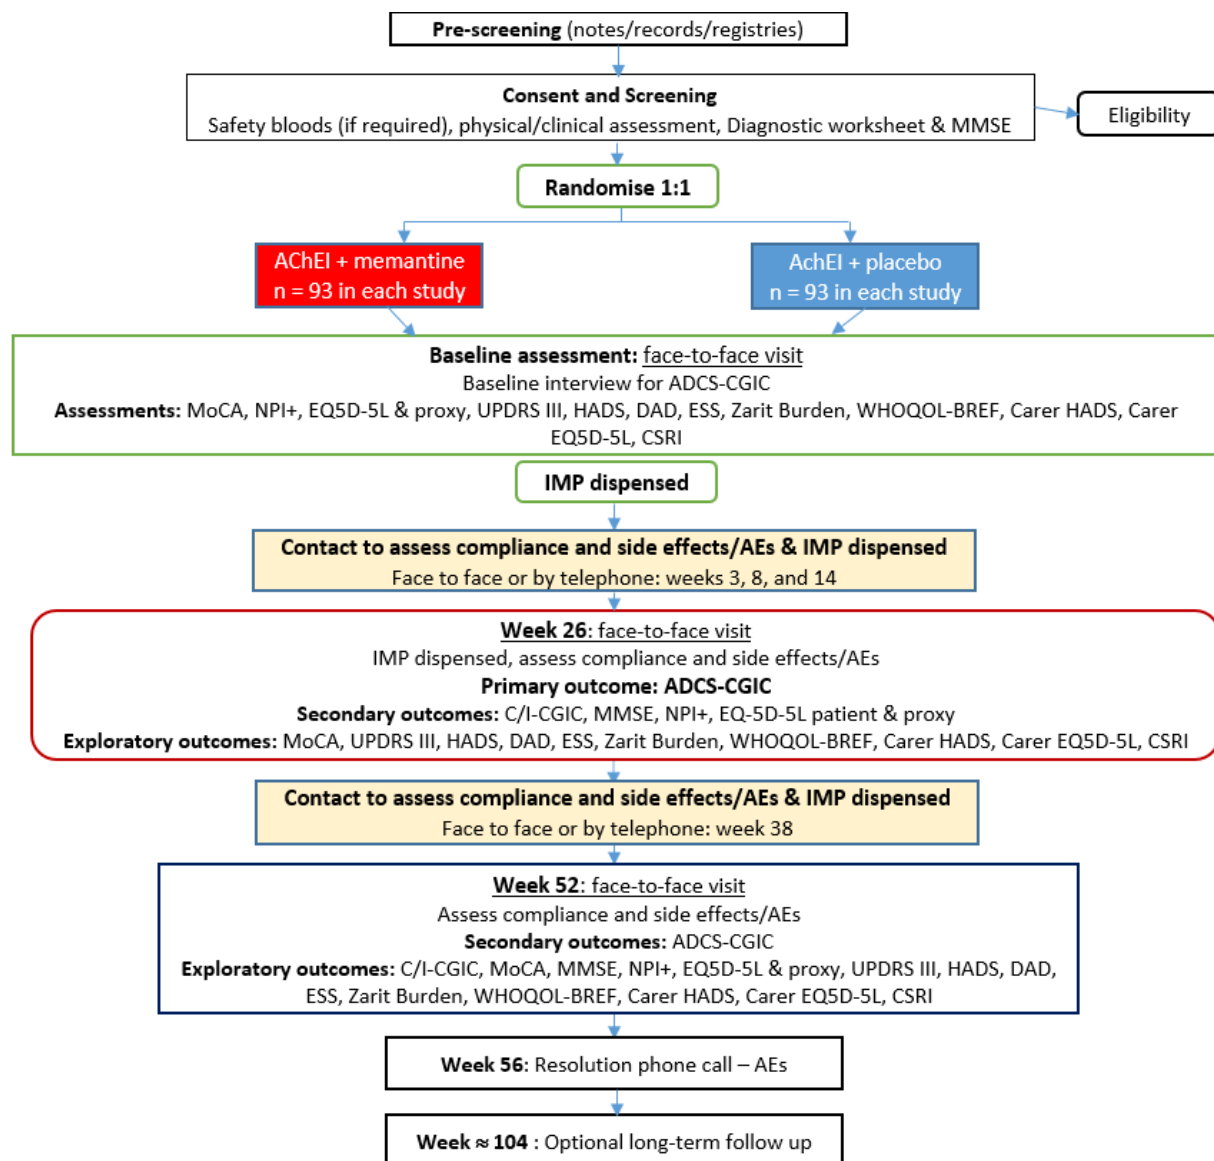 Pre-screening (notes/records/registries)
Consent and Screening
Safety bloods (if required), physical/clinical assessment, Diagnostic worksheet & MMSE
Eligibility
Randomise 1:1
AChEI + memantine
n = 93 in each study
AchEI + placebo
n = 93 in each study
Baseline assessment: face-to-face visit
Baseline interview for ADCS-CGIC
Assessments: MoCA, NPI+, EQ5D-5L & proxy, UPDRS III, HADS, DAD, ESS, Zarit Burden, WHOQOL-BREF, Carer HADS, Carer
EQ5D-5L, CSRI
IMP dispensed
Contact to assess compliance and side effects/AEs & IMP dispensed
Face to face or by telephone: weeks 3, 8, and 14
Week 26: face-to-face visit
IMP dispensed, assess compliance and side effects/AEs
Primary outcome: ADCS-CGIC
Secondary outcomes: C/I-CGIC, MMSE, NPI+, EQ-5D-5L patient & proxy
Exploratory outcomes: MoCA, UPDRS III, HADS, DAD, ESS, Zarit Burden, WHOQOL-BREF, Carer HADS, Carer EQ5D-5L, CSRI
Contact to assess compliance and side effects/AEs & IMP dispensed
Face to face or by telephone: week 38
Week 52: face-to-face visit
Assess compliance and side effects/AEs
Secondary outcomes: ADCS-CGIC
Exploratory outcomes: C/I-CGIC, MoCA, MMSE, NPI+, EQ5D-5L & proxy, UPDRS III, HADS, DAD,
ESS, Zarit Burden, WHOQOL-BREF, Carer HADS, Carer EQ5D-5L, CSRI
Week 56: Resolution phone call – AEs
Week ≈ 104 : Optional long-term follow up